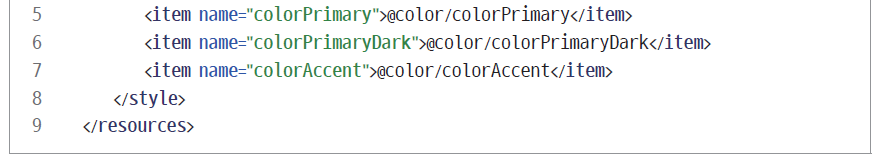 5 <item name="colorPrimary">@color/colorPrimary</item>
6 <item name="colorPrimaryDark">@color/colorPrimaryDark</item>
7 <item name="colorAccent">@color/colorAccent</item>
8 </style>
9 </resources>